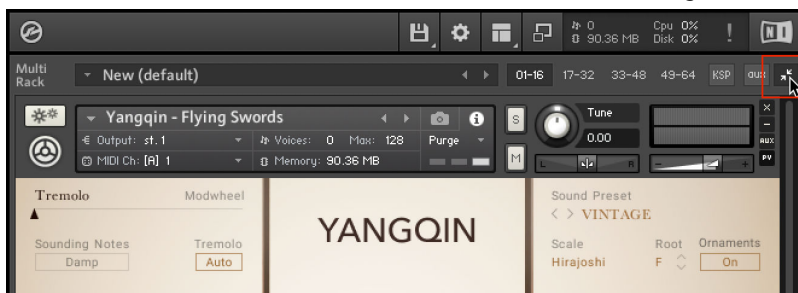 0 Cpu 0%
90.36 MB Disk 0% !
Multi
Rack
New (default)
01-16 17-32 33-48 49-64 KSP aux
Yangqin - Flying Swords
Output: st.1 Voices: 0 Max: 128 Purge
MIDI Ch: [A] 1 Memory: 90.36 MB
S
M
Tune
0.00
L R
- +
AUX
PV
Tremolo Modwheel
Sounding Notes Tremolo
Damp Auto
YANGQIN
Sound Preset
< > VINTAGE
Scale Root Ornaments
Hirajoshi F On